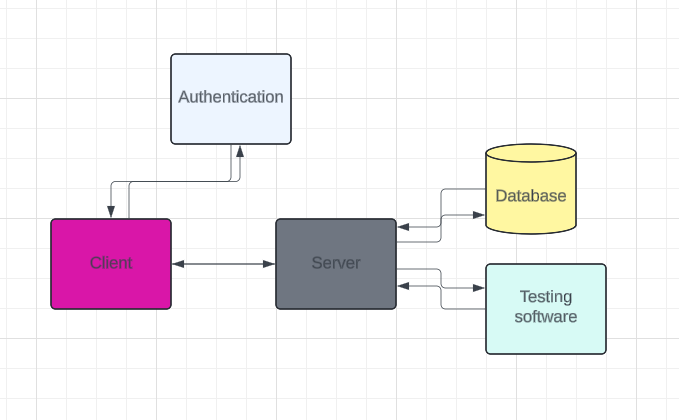 Authentication
Database
Client
Server
Testing
software